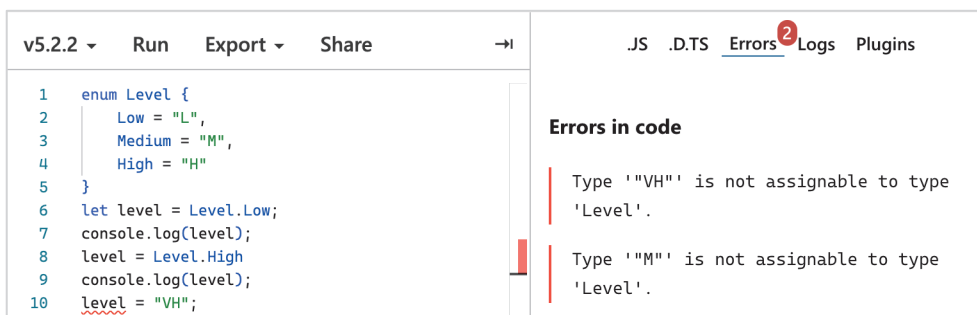 v5.2.2 Run Export Share
.JS .D.TS Errors 2 Logs Plugins
1 enum Level {
2 Low = "L",
3 Medium = "M",
4 High = "H"
5 }
6 let level = Level.Low;
7 console.log(level);
8 level = Level.High
9 console.log(level);
10 level = "VH";
Errors in code
Type '"VH"' is not assignable to type
'Level'.
Type '"M"' is not assignable to type
'Level'.